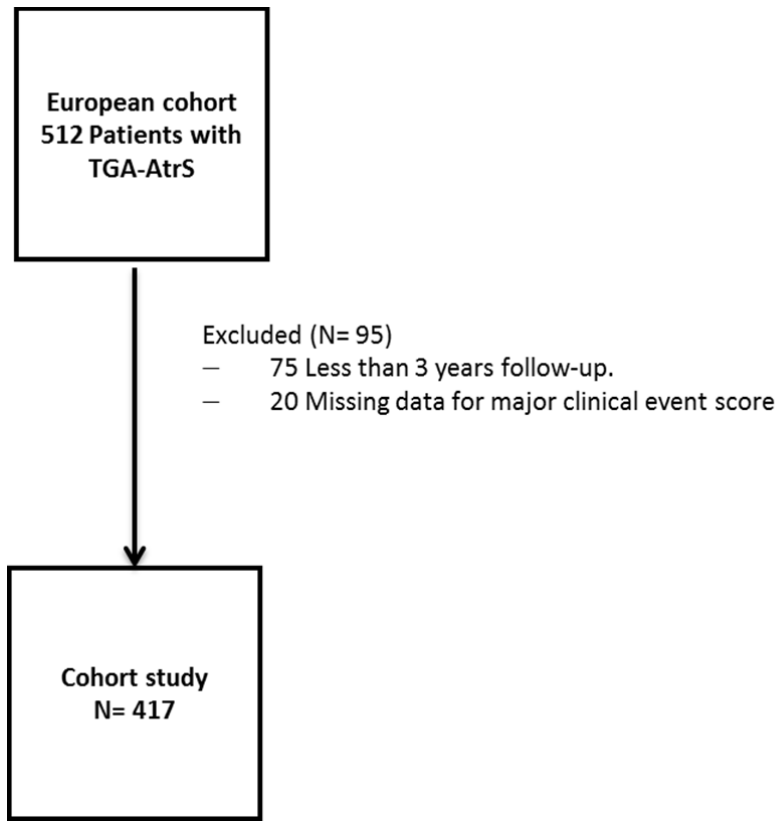 European cohort
512 Patients with
TGA-AtrS
Excluded (N= 95)
– 75 Less than 3 years follow-up.
– 20 Missing data for major clinical event score
Cohort study
N= 417